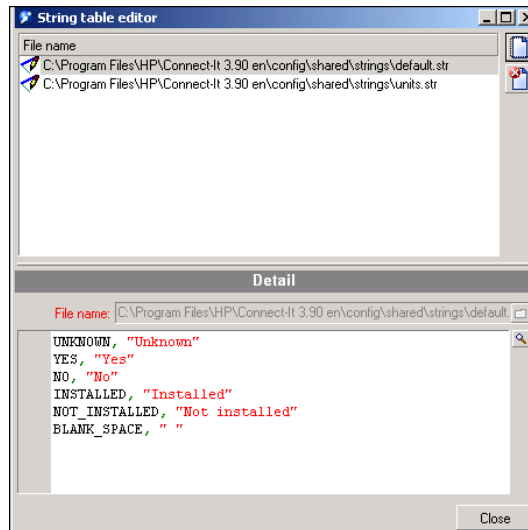 String table editor
File name
C:\Program Files\HP\Connect-It 3.90 en\config\shared\strings\default.str
C:\Program Files\HP\Connect-It 3.90 en\config\shared\strings\units.str
Detail
File name: C:\Program Files\HP\Connect-It 3.90 en\config\shared\strings\default.
UNKNOWN, "Unknown"
YES, "Yes"
NO, "No"
INSTALLED, "Installed"
NOT_INSTALLED, "Not installed"
BLANK_SPACE, " "
Close